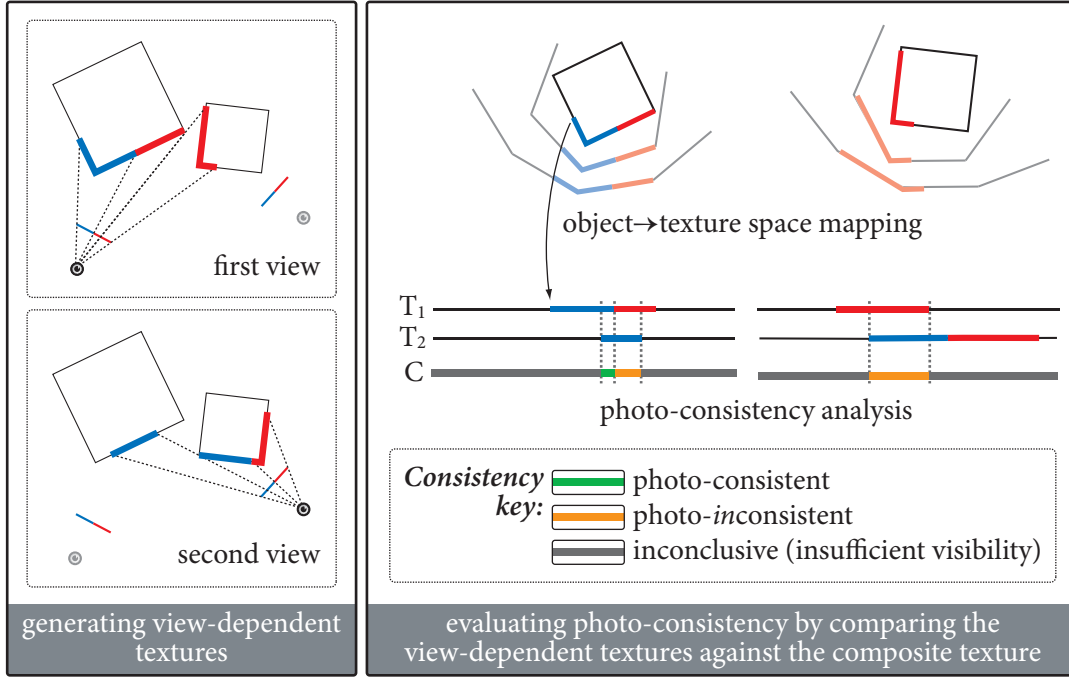 first view
second view
generating view-dependent
textures
object→texture space mapping
T₁
T₂
C
photo-consistency analysis
Consistency
key:
photo-consistent
photo-inconsistent
inconclusive (insufficient visibility)
evaluating photo-consistency by comparing the
view-dependent textures against the composite texture